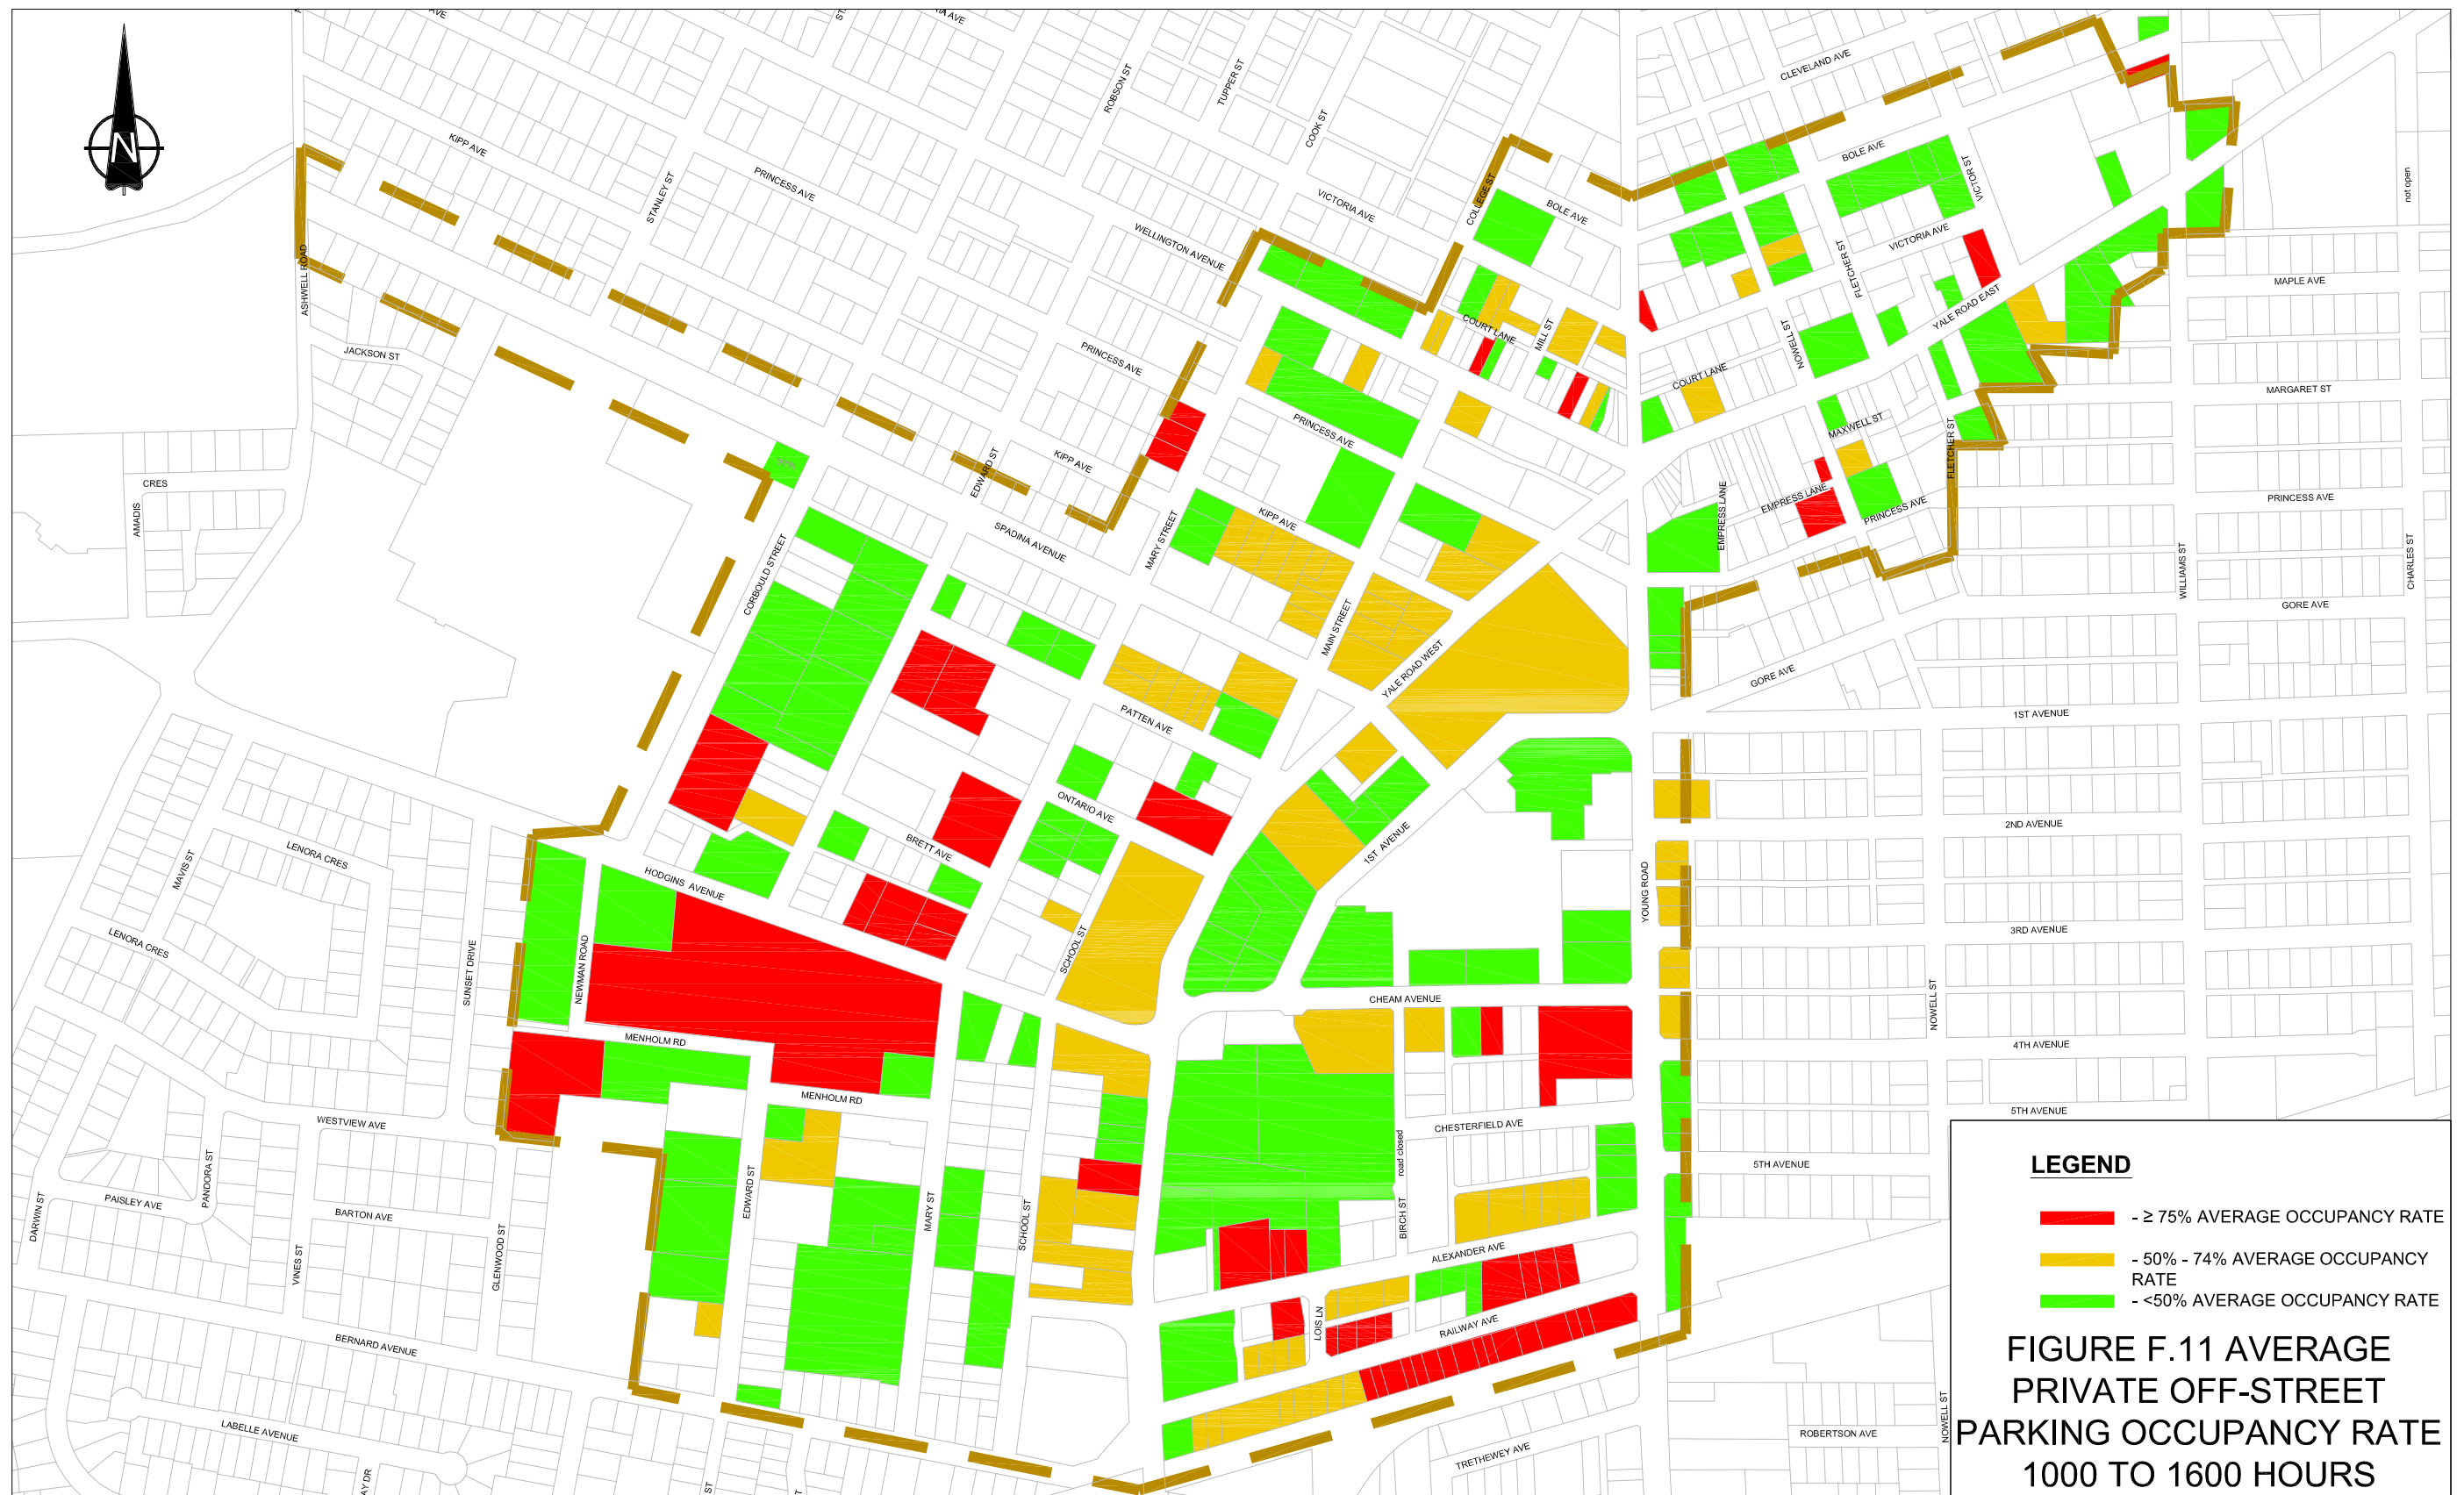 N
KIPP AVE
STANLEY ST
PRINCESS AVE
ROBSON ST
TUPPER ST
COOK ST
VICTORIA AVE
WELLINGTON AVENUE
COLLEGE ST
BOLE AVE
CLEVELAND AVE
BOLE AVE
VICTOR ST
VICTORIA AVE
FLETCHER ST
not open
ASHWELL ROAD
JACKSON ST
PRINCESS AVE
COURT LANE
MILL ST
NOWELL ST
YALE ROAD EAST
MAPLE AVE
COURT LANE
MARGARET ST
PRINCESS AVE
MAXWELL ST
FLETCHER ST
KIPP AVE
EDWARD ST
CRES
AMADIS
SPADINA AVENUE
MARY STREET
KIPP AVE
EMPRESS LANE
EMPRESS LANE
PRINCESS AVE
PRINCESS AVE
WILLIAMS ST
CHARLES ST
CORBOULD STREET
MAIN STREET
YALE ROAD WEST
GORE AVE
GORE AVE
PATTEN AVE
1ST AVENUE
ONTARIO AVE
BRETT AVE
1ST AVENUE
2ND AVENUE
LENORA CRES
MAVIS ST
HODGINS AVENUE
YOUNG ROAD
3RD AVENUE
LENORA CRES
SUNSET DRIVE
NEWMAN ROAD
SCHOOL ST
CHEAM AVENUE
NOWELL ST
4TH AVENUE
MENHOLM RD
MENHOLM RD
5TH AVENUE
WESTVIEW AVE
CHESTERFIELD AVE
road closed
5TH AVENUE
PANDORA ST
PAISLEY AVE
DARWIN ST
BARTON AVE
VINES ST
GLENWOOD ST
EDWARD ST
MARY ST
SCHOOL ST
BIRCH ST
ALEXANDER AVE
LOIS LN
RAILWAY AVE
BERNARD AVENUE
LABELLE AVENUE
AY DR
ST
TRETHEWEY AVE
ROBERTSON AVE
NOWELL ST
LEGEND
- ≥ 75% AVERAGE OCCUPANCY RATE
- 50% - 74% AVERAGE OCCUPANCY
RATE
- <50% AVERAGE OCCUPANCY RATE
FIGURE F.11 AVERAGE
PRIVATE OFF-STREET
PARKING OCCUPANCY RATE
1000 TO 1600 HOURS